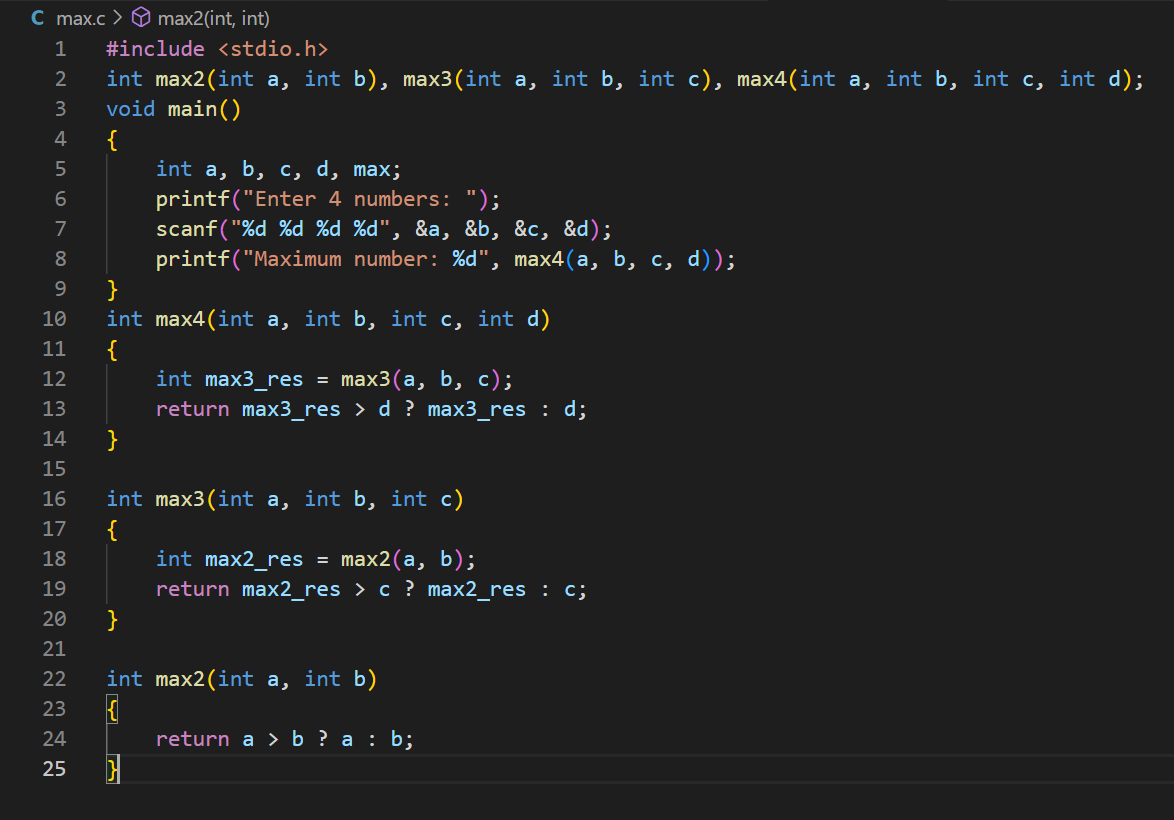 C max.c > max2(int, int)
1 #include <stdio.h>
2 int max2(int a, int b), max3(int a, int b, int c), max4(int a, int b, int c, int d);
3 void main()
4 {
5     int a, b, c, d, max;
6     printf("Enter 4 numbers: ");
7     scanf("%d %d %d %d", &a, &b, &c, &d);
8     printf("Maximum number: %d", max4(a, b, c, d));
9 }
10 int max4(int a, int b, int c, int d)
11 {
12     int max3_res = max3(a, b, c);
13     return max3_res > d ? max3_res : d;
14 }
15
16 int max3(int a, int b, int c)
17 {
18     int max2_res = max2(a, b);
19     return max2_res > c ? max2_res : c;
20 }
21
22 int max2(int a, int b)
23 {
24     return a > b ? a : b;
25 }